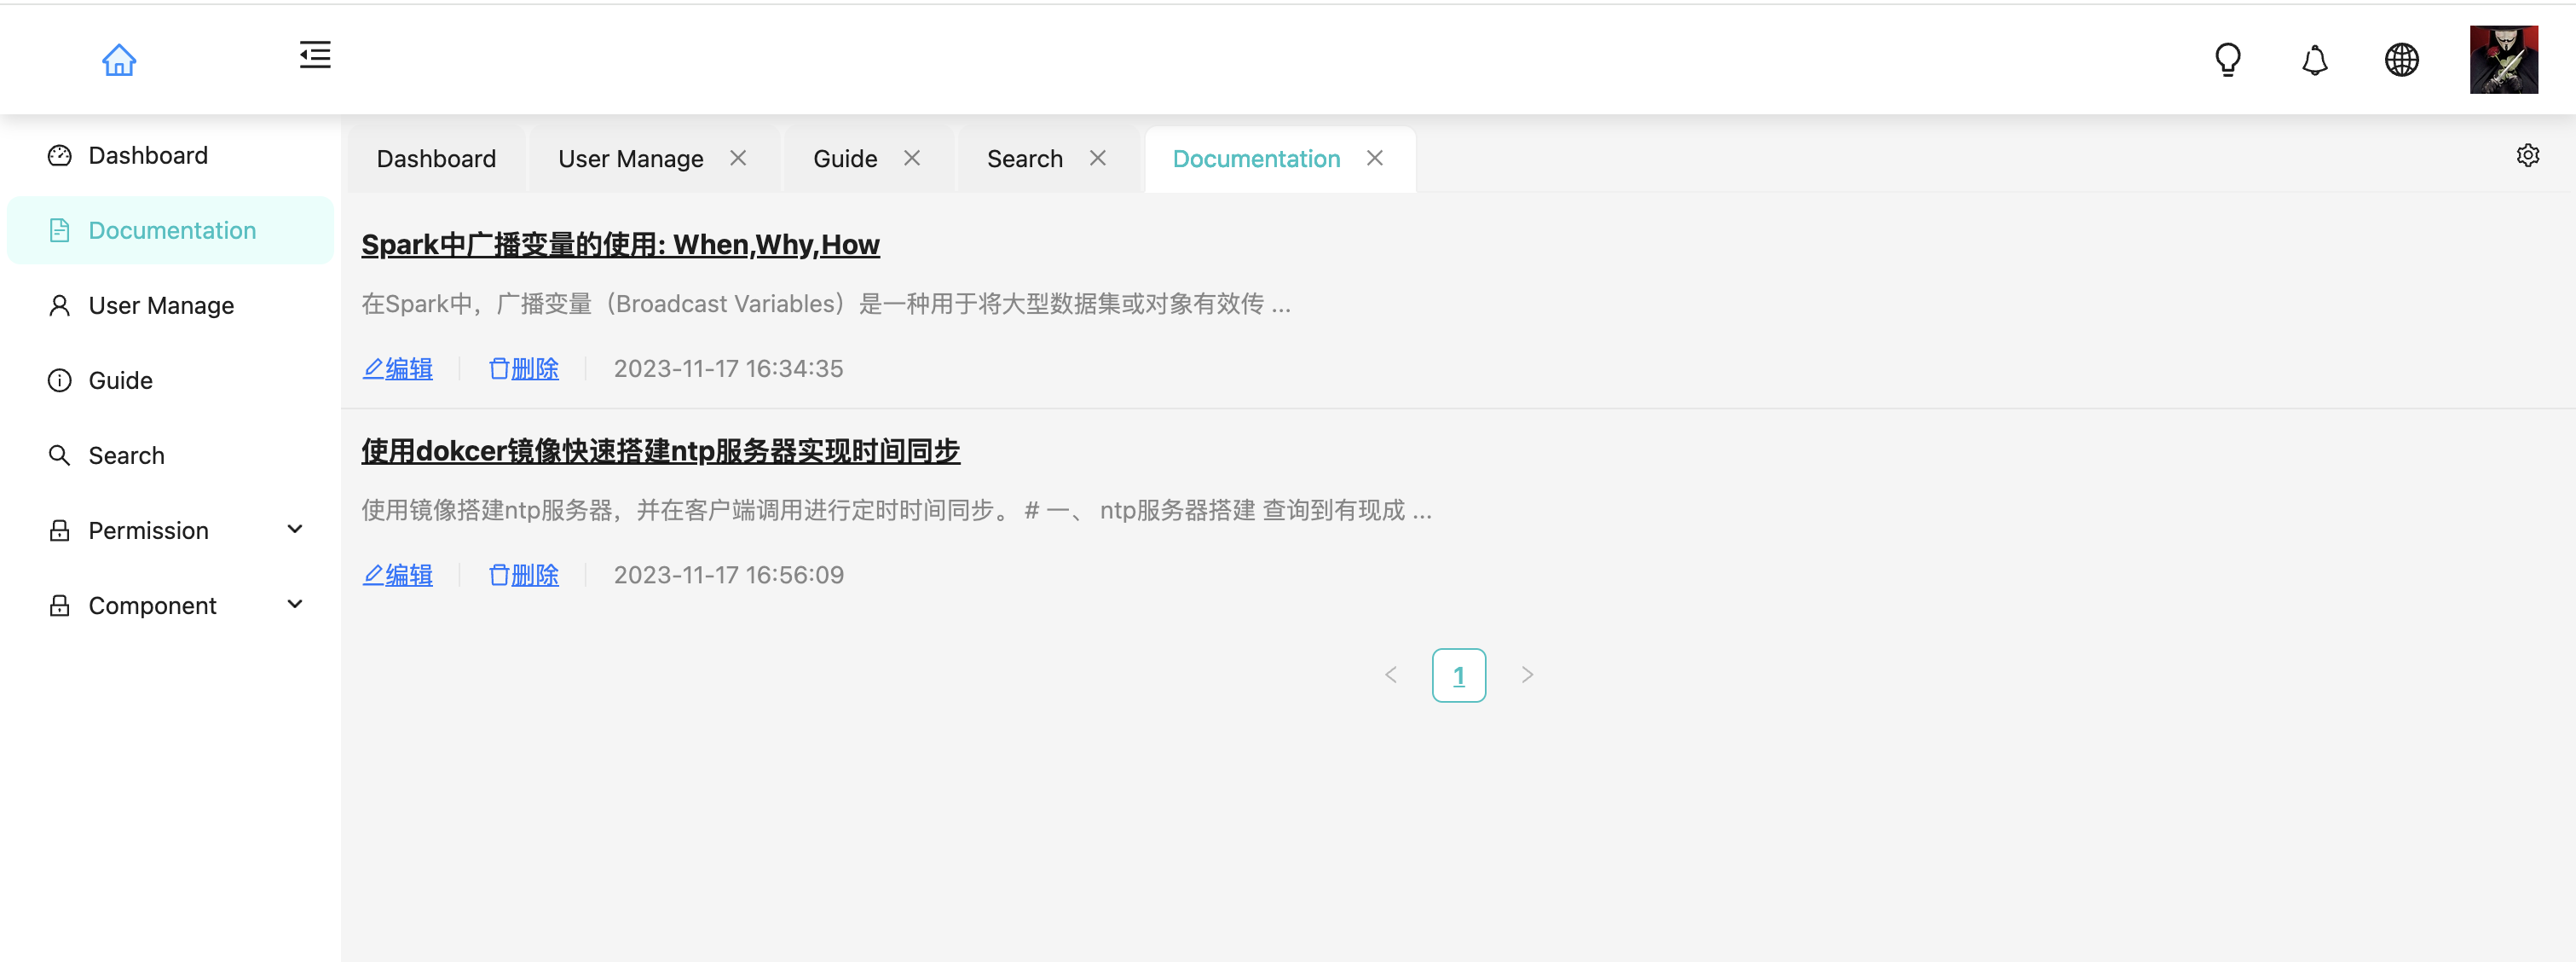 Dashboard
Documentation
User Manage
Guide
Search
Permission
Component
Dashboard
User Manage
Guide
Search
Documentation
Spark中广播变量的使用: When,Why,How
在Spark中，广播变量（Broadcast Variables）是一种用于将大型数据集或对象有效传 ...
编辑
删除
2023-11-17 16:34:35
使用dokcer镜像快速搭建ntp服务器实现时间同步
使用镜像搭建ntp服务器，并在客户端调用进行定时时间同步。 # 一、 ntp服务器搭建 查询到有现成 ...
编辑
删除
2023-11-17 16:56:09
1